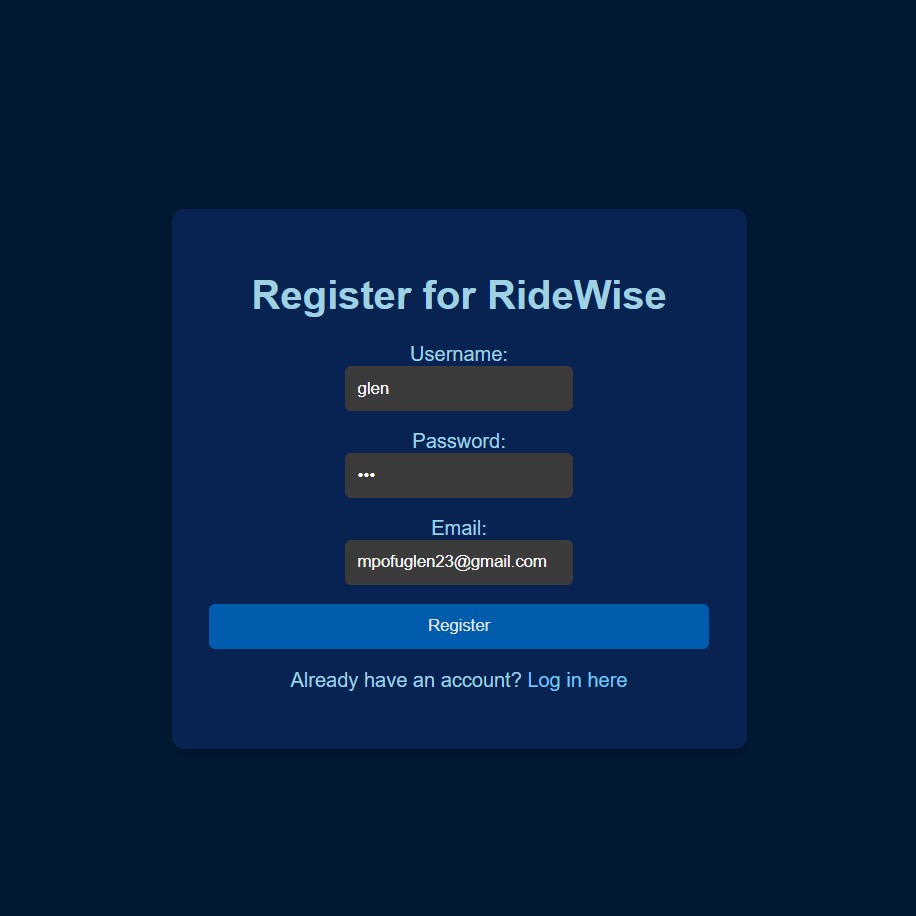 Register for RideWise
Username:
glen
Password:
•••
Email:
mpofuglen23@gmail.com
Register
Already have an account? Log in here